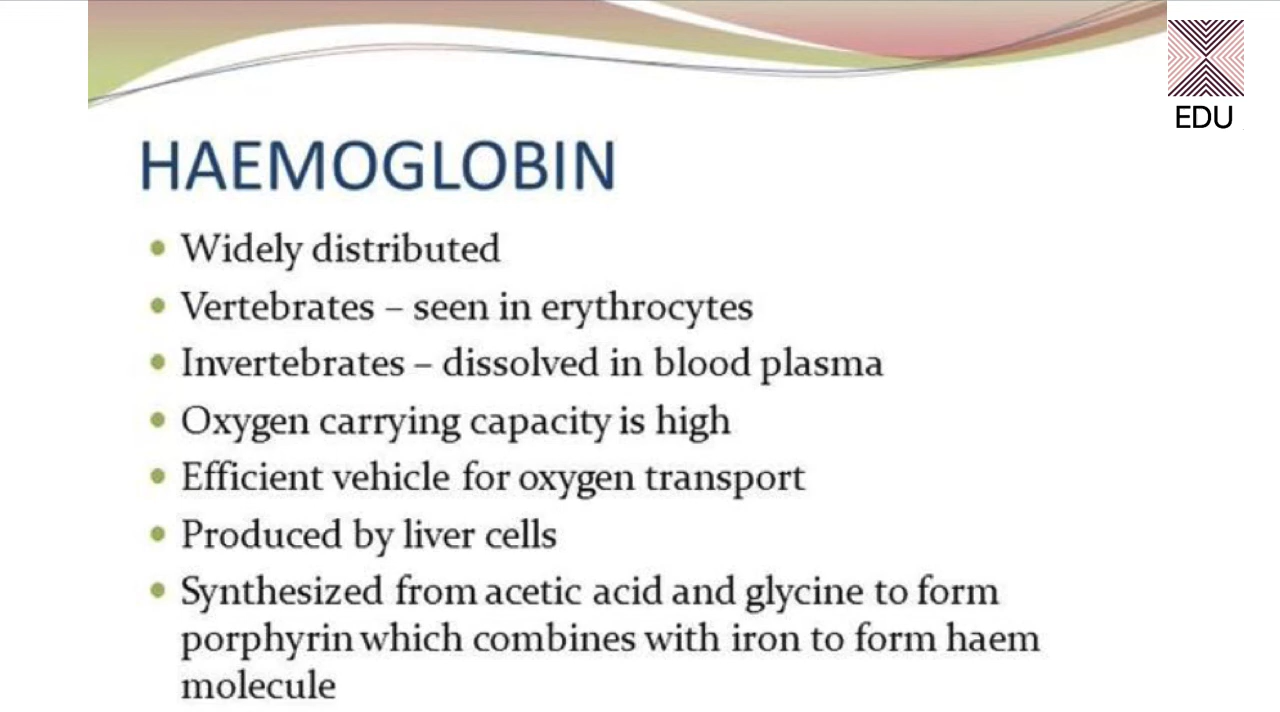 EDU
HAEMOGLOBIN
• Widely distributed
• Vertebrates – seen in erythrocytes
• Invertebrates – dissolved in blood plasma
• Oxygen carrying capacity is high
• Efficient vehicle for oxygen transport
• Produced by liver cells
• Synthesized from acetic acid and glycine to form
porphyrin which combines with iron to form haem
molecule